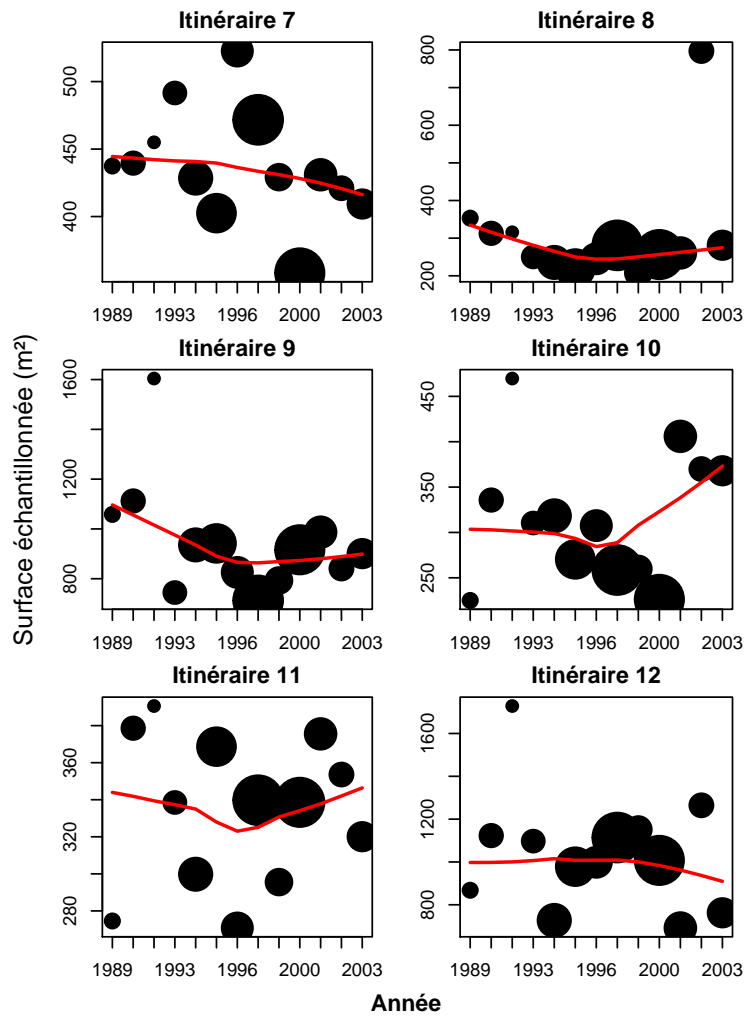 Itinéraire 7
Itinéraire 8
500
450
400
800
600
400
200
1989 1993 1996 2000 2003
1989 1993 1996 2000 2003
Itinéraire 9
Itinéraire 10
1600
1200
800
450
350
250
1989 1993 1996 2000 2003
1989 1993 1996 2000 2003
Itinéraire 11
Itinéraire 12
360
320
280
1600
1200
800
1989 1993 1996 2000 2003
1989 1993 1996 2000 2003
Surface échantillonnée (m²)
Année